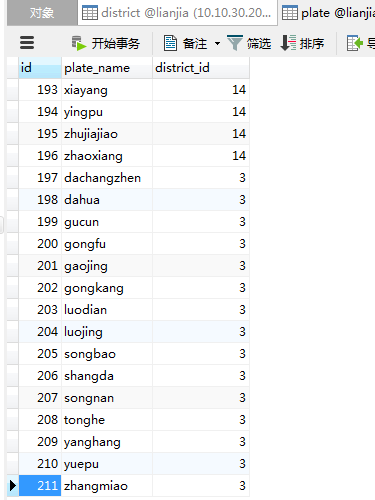 对象 district @lianjia (10.10.30.20... plate @lianjia
开始事务 备注 筛选 排序
id plate_name district_id
193 xiayang 14
194 yingpu 14
195 zhujiajiao 14
196 zhaoxiang 14
197 dachangzhen 3
198 dahua 3
199 gucun 3
200 gongfu 3
201 gaojing 3
202 gongkang 3
203 luodian 3
204 luojing 3
205 songbao 3
206 shangda 3
207 songnan 3
208 tonghe 3
209 yanghang 3
210 yuepu 3
211 zhangmiao 3